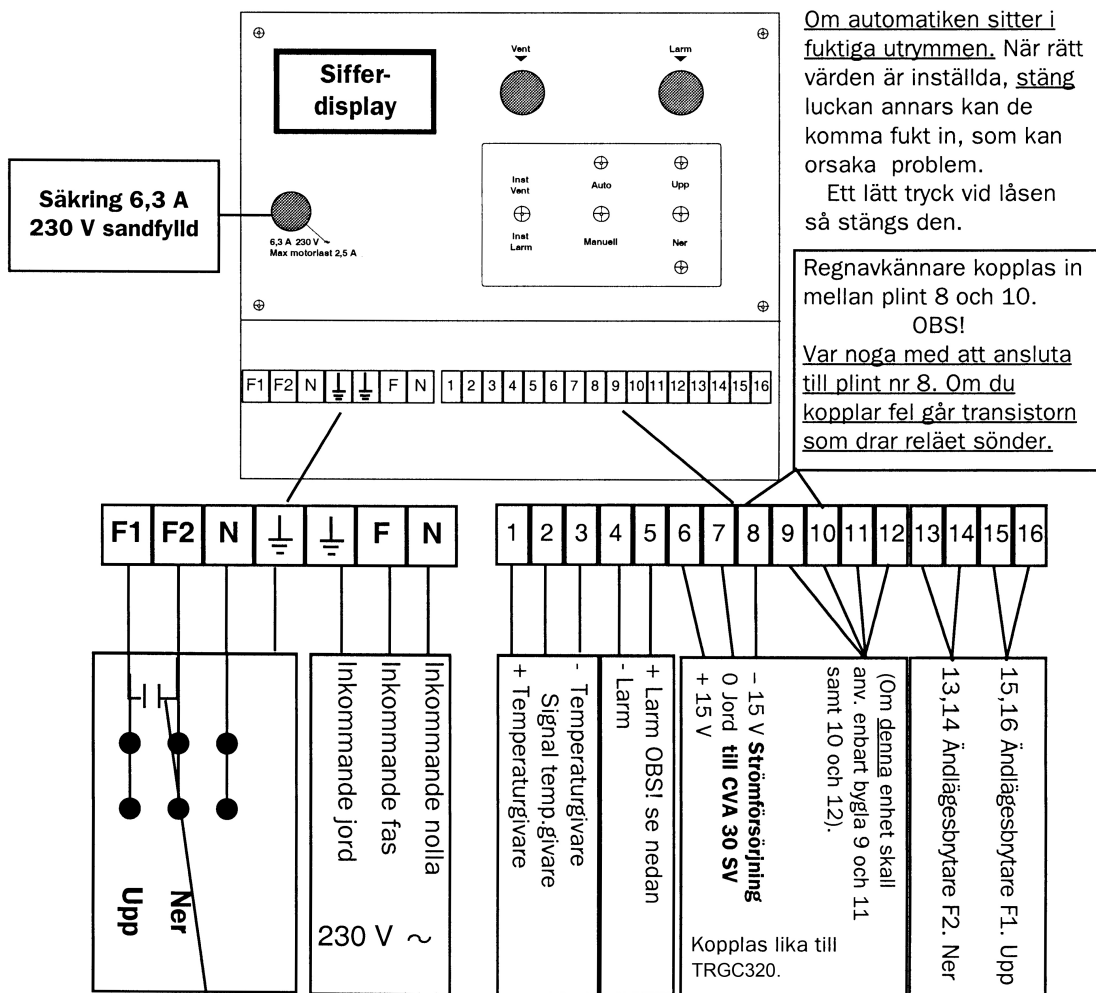 Om automatiken sitter i
fuktiga utrymmen. När rätt
värden är inställda, stäng
luckan annars kan de
komma fukt in, som kan
orsaka problem.
Ett lätt tryck vid låsen
så stängs den.
Siffer-
display
Vent
Larm
Säkring 6,3 A
230 V sandfylld
6,3 A 230 V ~
Max motorlast 2,5 A
Inst
Vent
Auto
Upp
Inst
Larm
Manuell
Ner
Regnavkännare kopplas in
mellan plint 8 och 10.
OBS!
Var noga med att ansluta
till plint nr 8. Om du
kopplar fel går transistorn
som drar reläet sönder.
F1 F2 N F N 1 2 3 4 5 6 7 8 9 10 11 12 13 14 15 16
F1 F2 N F N
1 2 3 4 5 6 7 8 9 10 11 12 13 14 15 16
Upp
Ner
Inkommande jord
Inkommande fas
Inkommande nolla
230 V ~
+ Temperaturgivare
Signal temp.givare
- Temperaturgivare
- Larm
+ Larm OBS! se nedan
– 15 V Strömförsörjning
0 Jord till CVA 30 SV
+ 15 V
(Om denna enhet skall
anv. enbart bygla 9 och 11
samt 10 och 12).
Kopplas lika till
TRGC320.
13,14 Ändlägesbrytare F2. Ner
15,16 Ändlägesbrytare F1. Upp